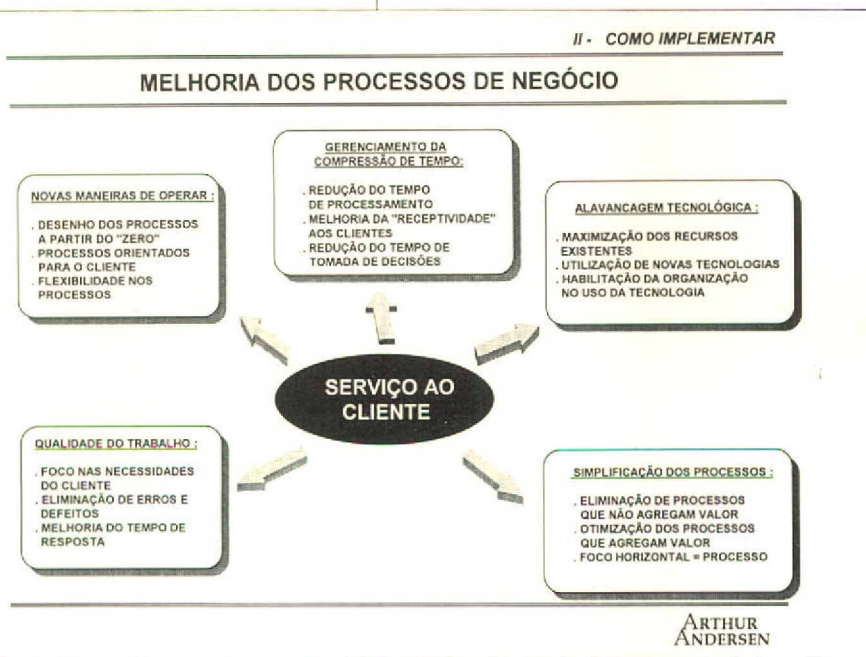 II - COMO IMPLEMENTAR
MELHORIA DOS PROCESSOS DE NEGÓCIO
GERENCIAMENTO DA
COMPRESSÃO DE TEMPO:
. REDUÇÃO DO TEMPO
DE PROCESSAMENTO
. MELHORIA DA "RECEPTIVIDADE"
AOS CLIENTES
. REDUÇÃO DO TEMPO DE
TOMADA DE DECISÕES
NOVAS MANEIRAS DE OPERAR :
. DESENHO DOS PROCESSOS
A PARTIR DO "ZERO"
. PROCESSOS ORIENTADOS
PARA O CLIENTE
. FLEXIBILIDADE NOS
PROCESSOS
ALAVANCAGEM TECNOLÓGICA :
. MAXIMIZAÇÃO DOS RECURSOS
EXISTENTES
. UTILIZAÇÃO DE NOVAS TECNOLOGIAS
. HABILITAÇÃO DA ORGANIZAÇÃO
NO USO DA TECNOLOGIA
SERVIÇO AO
CLIENTE
QUALIDADE DO TRABALHO :
. FOCO NAS NECESSIDADES
DO CLIENTE
. ELIMINAÇÃO DE ERROS E
DEFEITOS
. MELHORIA DO TEMPO DE
RESPOSTA
SIMPLIFICAÇÃO DOS PROCESSOS :
. ELIMINAÇÃO DE PROCESSOS
QUE NÃO AGREGAM VALOR
. OTIMIZAÇÃO DOS PROCESSOS
QUE AGREGAM VALOR
. FOCO HORIZONTAL = PROCESSO
ARTHUR
ANDERSEN